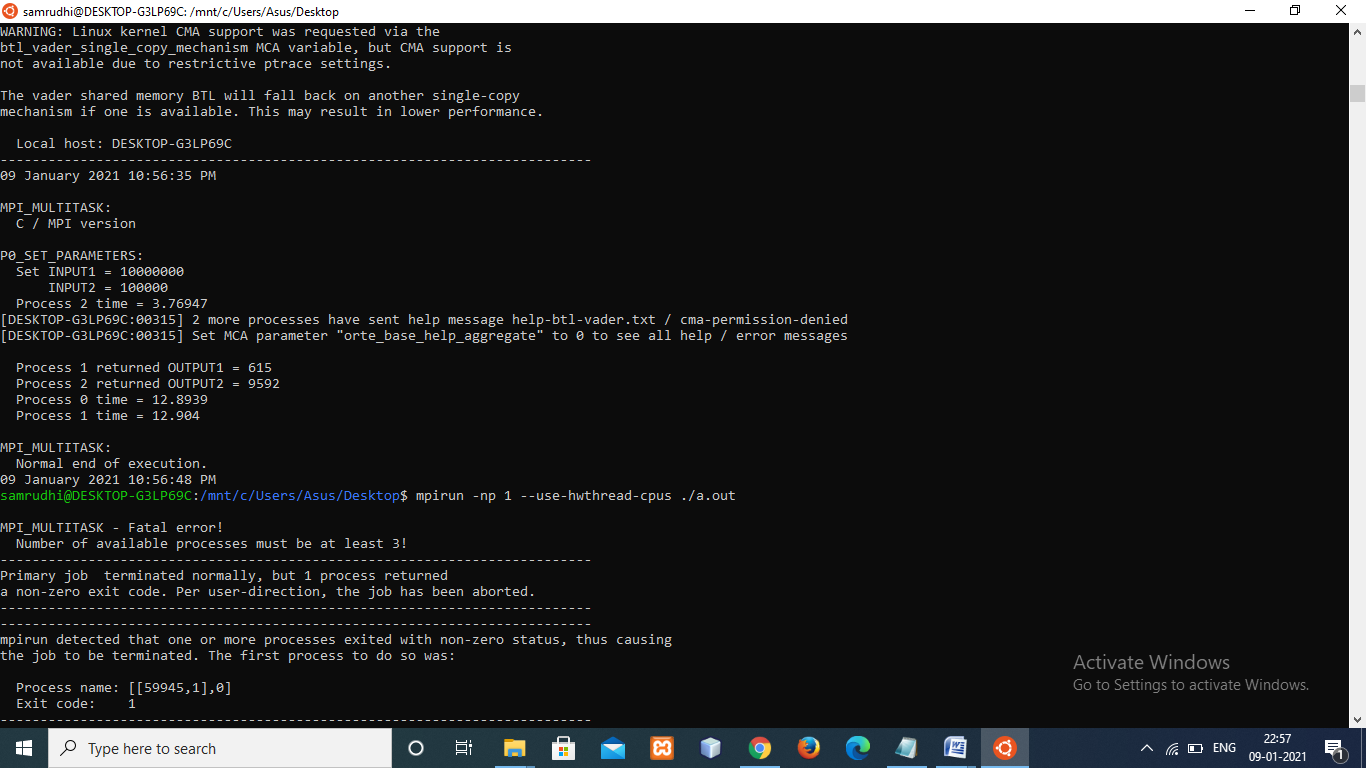 samrudhi@DESKTOP-G3LP69C: /mnt/c/Users/Asus/Desktop
WARNING: Linux kernel CMA support was requested via the
btl_vader_single_copy_mechanism MCA variable, but CMA support is
not available due to restrictive ptrace settings.
The vader shared memory BTL will fall back on another single-copy
mechanism if one is available. This may result in lower performance.
Local host: DESKTOP-G3LP69C
--------------------------------------------------------------------------
09 January 2021 10:56:35 PM
MPI_MULTITASK:
C / MPI version
P0_SET_PARAMETERS:
Set INPUT1 = 10000000
INPUT2 = 100000
Process 2 time = 3.76947
[DESKTOP-G3LP69C:00315] 2 more processes have sent help message help-btl-vader.txt / cma-permission-denied
[DESKTOP-G3LP69C:00315] Set MCA parameter "orte_base_help_aggregate" to 0 to see all help / error messages
Process 1 returned OUTPUT1 = 615
Process 2 returned OUTPUT2 = 9592
Process 0 time = 12.8939
Process 1 time = 12.904
MPI_MULTITASK:
Normal end of execution.
09 January 2021 10:56:48 PM
samrudhi@DESKTOP-G3LP69C:/mnt/c/Users/Asus/Desktop$ mpirun -np 1 --use-hwthread-cpus ./a.out
MPI_MULTITASK - Fatal error!
Number of available processes must be at least 3!
--------------------------------------------------------------------------
Primary job  terminated normally, but 1 process returned
a non-zero exit code. Per user-direction, the job has been aborted.
--------------------------------------------------------------------------
--------------------------------------------------------------------------
mpirun detected that one or more processes exited with non-zero status, thus causing
the job to be terminated. The first process to do so was:
Process name: [[59945,1],0]
Exit code:    1
--------------------------------------------------------------------------
Activate Windows
Go to Settings to activate Windows.
Type here to search
ENG
22:57
09-01-2021
1